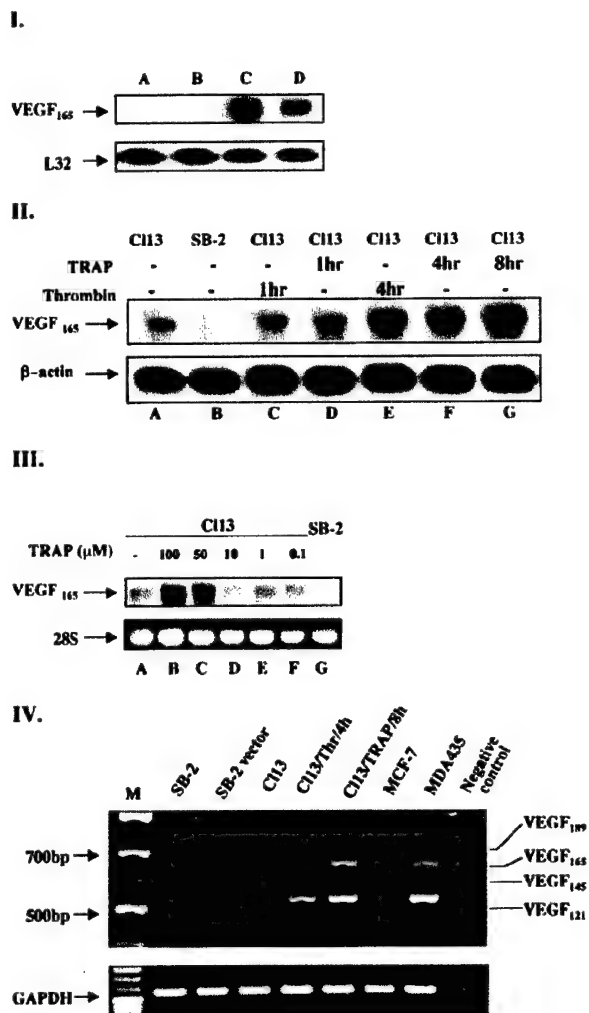 I.
A B C D
VEGF165
L32
II.
Cl13 SB-2 Cl13 Cl13 Cl13 Cl13 Cl13
TRAP - - - 1hr - 4hr 8hr
Thrombin - - 1hr - 4hr - -
VEGF 165
β-actin
A B C D E F G
III.
Cl13 SB-2
TRAP (μM) - 100 50 10 1 0.1
VEGF 165
28S
A B C D E F G
IV.
M SB-2 SB-2 vector Cl13 Cl13/Thr/4h Cl13/TRAP/8h MCF-7 MDA435 Negative control
700bp
500bp
VEGF189
VEGF165
VEGF145
VEGF121
GAPDH